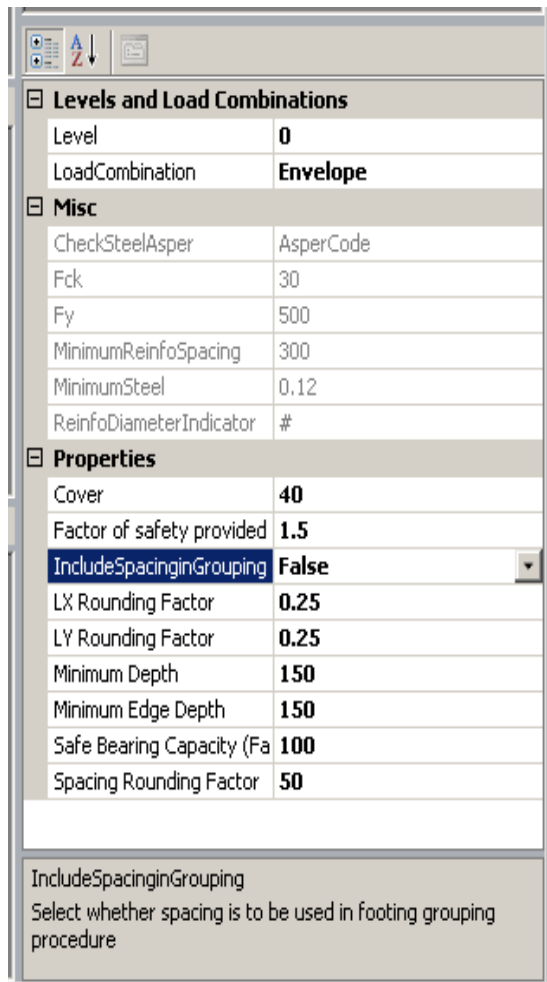 Levels and Load Combinations
Level 0
LoadCombination Envelope
Misc
CheckSteelAsper AsperCode
Fck 30
Fy 500
MinimumReinfoSpacing 300
MinimumSteel 0.12
ReinfoDiameterIndicator #
Properties
Cover 40
Factor of safety provided 1.5
IncludeSpacinginGrouping False
LX Rounding Factor 0.25
LY Rounding Factor 0.25
Minimum Depth 150
Minimum Edge Depth 150
Safe Bearing Capacity (Fa 100
Spacing Rounding Factor 50
IncludeSpacinginGrouping
Select whether spacing is to be used in footing grouping
procedure